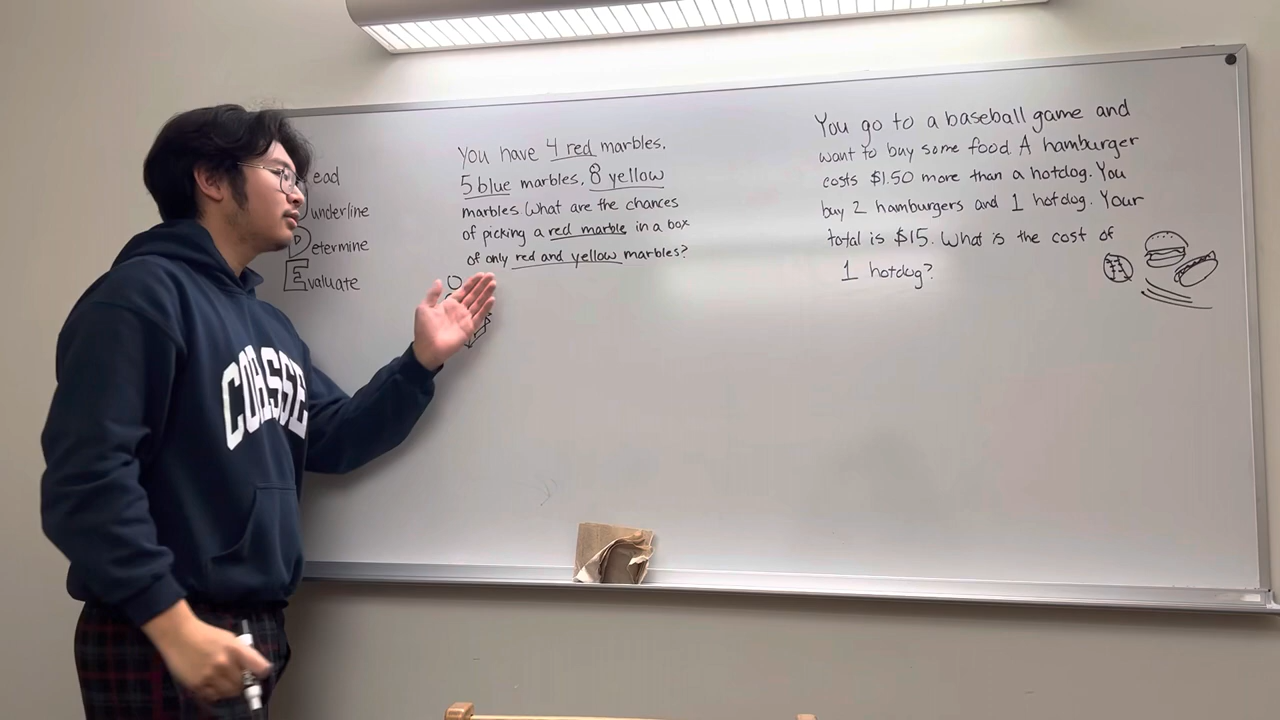 ead
underline
Determine
Evaluate
You have 4 red marbles,
5 blue marbles, 8 yellow
marbles. What are the chances
of picking a red marble in a box
of only red and yellow marbles?
You go to a baseball game and
want to buy some food. A hamburger
costs $1.50 more than a hotdog. You
buy 2 hamburgers and 1 hotdog. Your
total is $15. What is the cost of
1 hotdog?